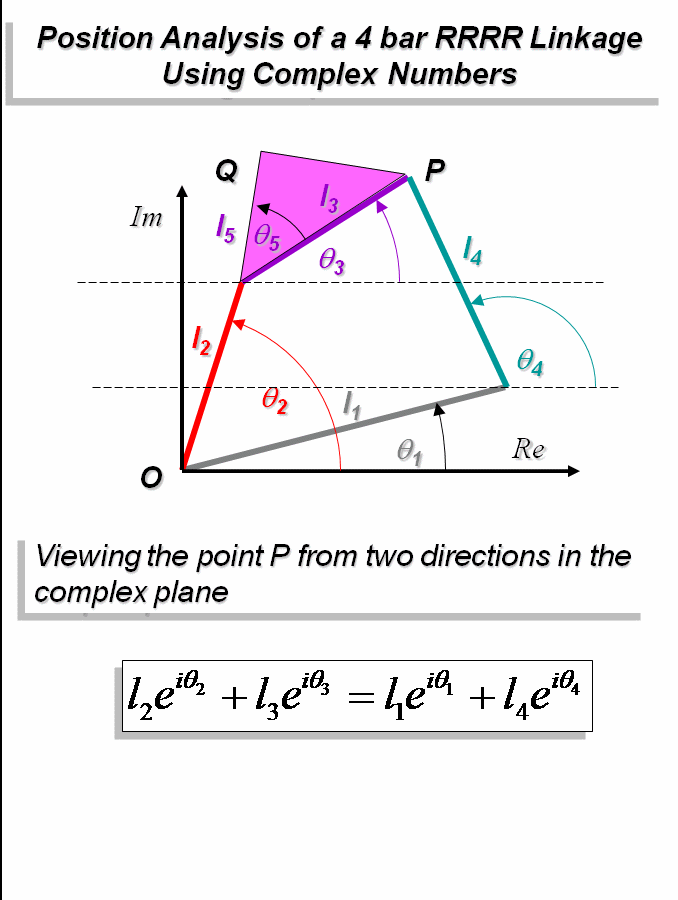 Position Analysis of a 4 bar RRRR Linkage
Using Complex Numbers
Q
P
Im
l₃
l₅
θ₅
θ₃
l₄
l₂
θ₄
θ₂
l₁
θ₁
Re
O
Viewing the point P from two directions in the
complex plane
l₂e^{iθ₂} + l₃e^{iθ₃} = l₁e^{iθ₁} + l₄e^{iθ₄}